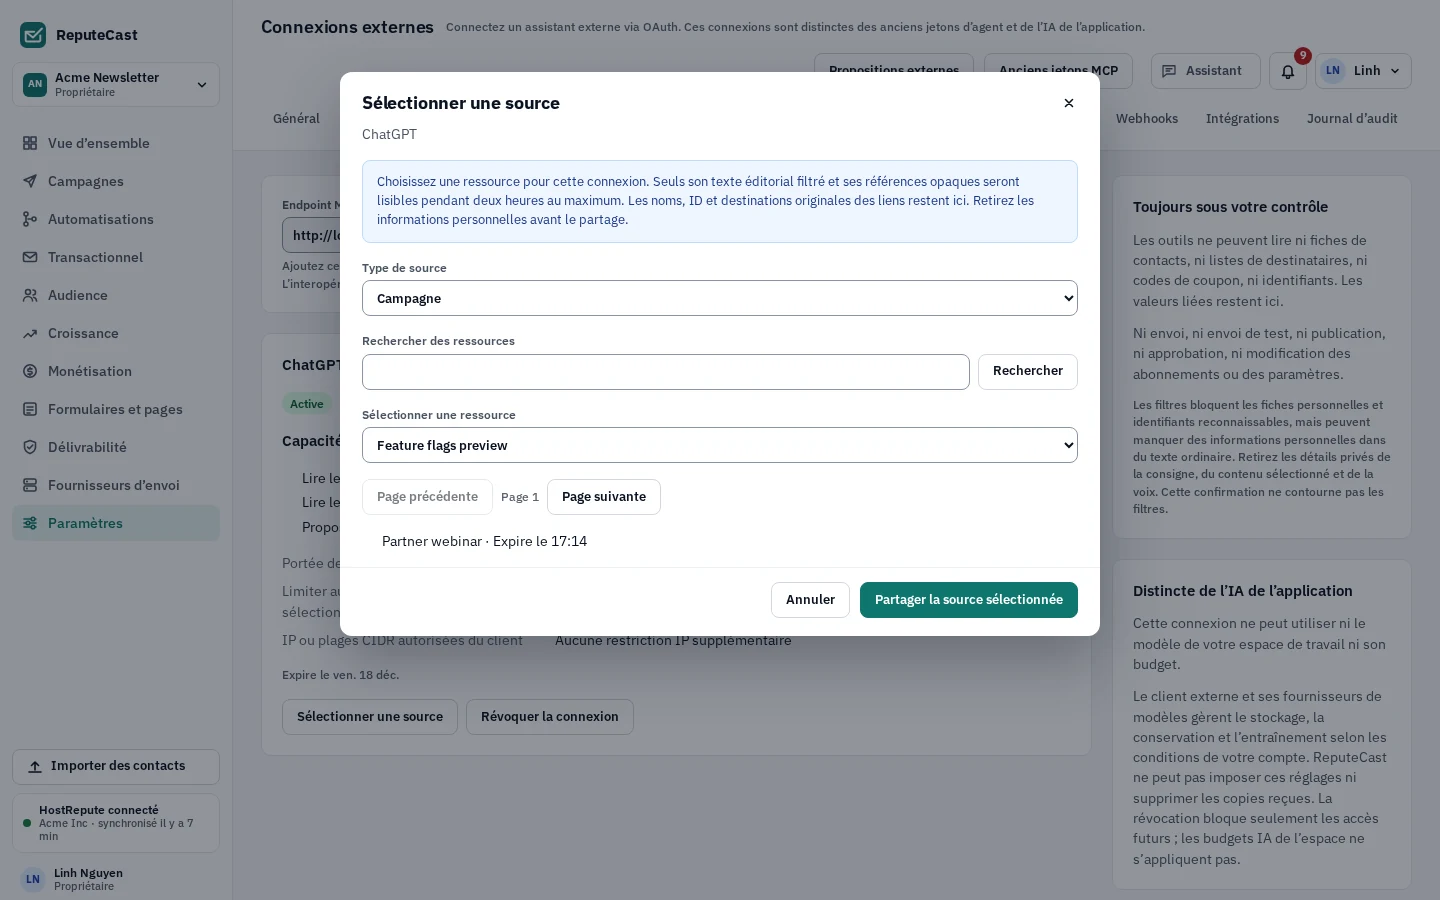 ReputeCast
AN
Acme Newsletter
Propriétaire
Vue d’ensemble
Campagnes
Automatisations
Transactionnel
Audience
Croissance
Monétisation
Formulaires et pages
Délivrabilité
Fournisseurs d’envoi
Paramètres
Importer des contacts
HostRepute connecté
Acme Inc · synchronisé il y a 7
min
LN
Linh Nguyen
Propriétaire
Connexions externes
Connectez un assistant externe via OAuth. Ces connexions sont distinctes des anciens jetons d’agent et de l’IA de l’application.
Propositions externes
Anciens jetons MCP
Assistant
9
LN
Linh
Général
Webhooks
Intégrations
Journal d’audit
Sélectionner une source
ChatGPT
Choisissez une ressource pour cette connexion. Seuls son texte éditorial filtré et ses références opaques seront
lisibles pendant deux heures au maximum. Les noms, ID et destinations originales des liens restent ici. Retirez les
informations personnelles avant le partage.
Type de source
Campagne
Rechercher des ressources
Rechercher
Sélectionner une ressource
Feature flags preview
Page précédente
Page 1
Page suivante
Partner webinar · Expire le 17:14
Annuler
Partager la source sélectionnée
Endpoint
http://l
Ajoutez ce
L’interopér
ChatGPT
Active
Capacité
Lire le
Lire le
Propo
Portée de
Limiter au
sélection
IP ou plages CIDR autorisées du client
Aucune restriction IP supplémentaire
Expire le ven. 18 déc.
Sélectionner une source
Révoquer la connexion
Toujours sous votre contrôle
Les outils ne peuvent lire ni fiches de
contacts, ni listes de destinataires, ni
codes de coupon, ni identifiants. Les
valeurs liées restent ici.
Ni envoi, ni envoi de test, ni publication,
ni approbation, ni modification des
abonnements ou des paramètres.
Les filtres bloquent les fiches personnelles et
identifiants reconnaissables, mais peuvent
manquer des informations personnelles dans
du texte ordinaire. Retirez les détails privés de
la consigne, du contenu sélectionné et de la
voix. Cette confirmation ne contourne pas les
filtres.
Distincte de l’IA de l’application
Cette connexion ne peut utiliser ni le
modèle de votre espace de travail ni son
budget.
Le client externe et ses fournisseurs de
modèles gèrent le stockage, la
conservation et l’entraînement selon les
conditions de votre compte. ReputeCast
ne peut pas imposer ces réglages ni
supprimer les copies reçues. La
révocation bloque seulement les accès
futurs ; les budgets IA de l’espace ne
s’appliquent pas.